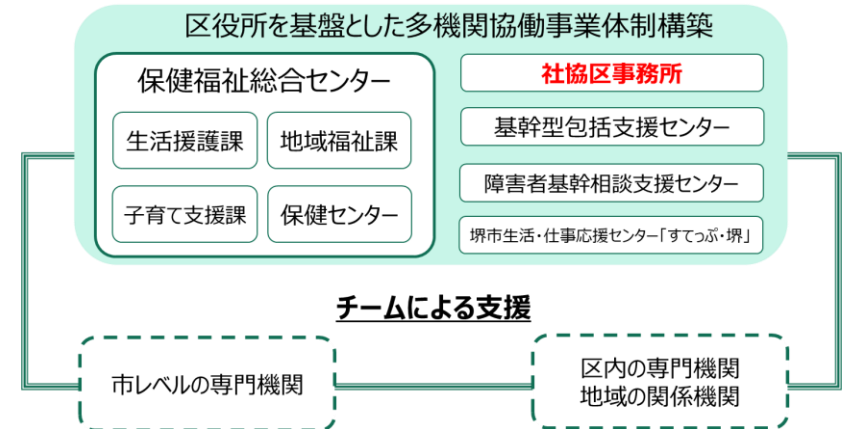 区役所を基盤とした多機関協働事業体制構築
保健福祉総合センター
生活援護課
地域福祉課
子育て支援課
保健センター
社協区事務所
基幹型包括支援センター
障害者基幹相談支援センター
堺市生活・仕事応援センター「すてっぷ・堺」
チームによる支援
市レベルの専門機関
区内の専門機関
地域の関係機関